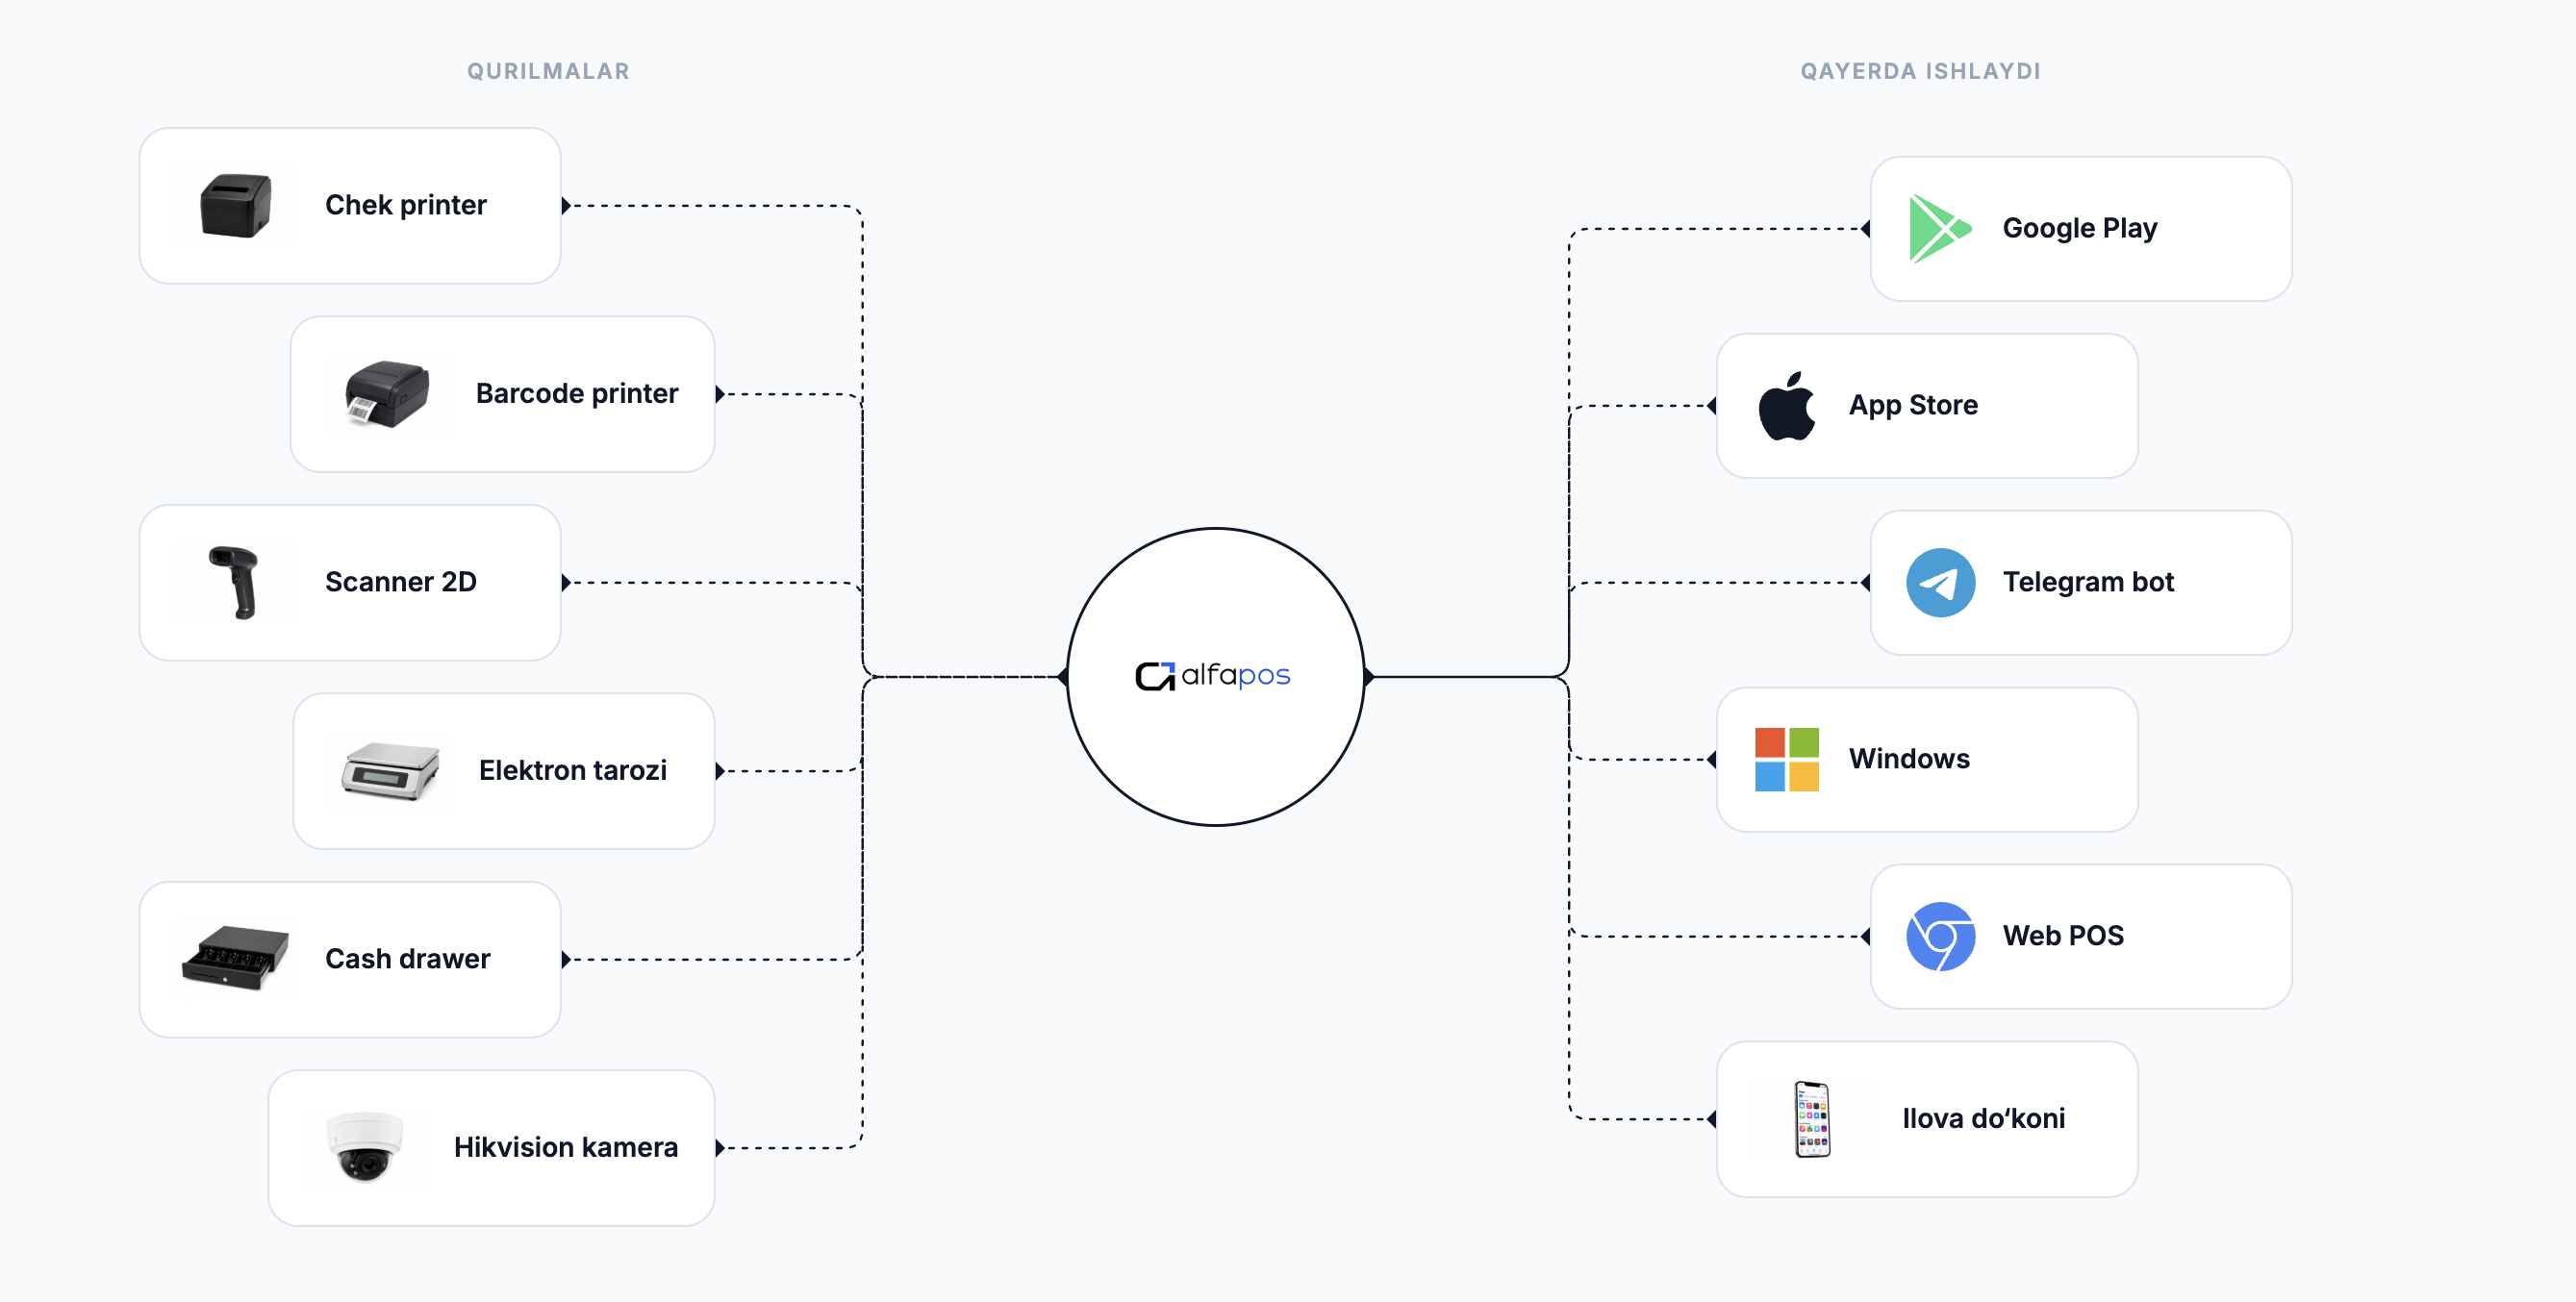 QURILMALAR
Chek printer
Barcode printer
Scanner 2D
Elektron tarozi
Cash drawer
Hikvision kamera
alfapos
QAYERDA ISHLAYDI
Google Play
App Store
Telegram bot
Windows
Web POS
Ilova do‘koni